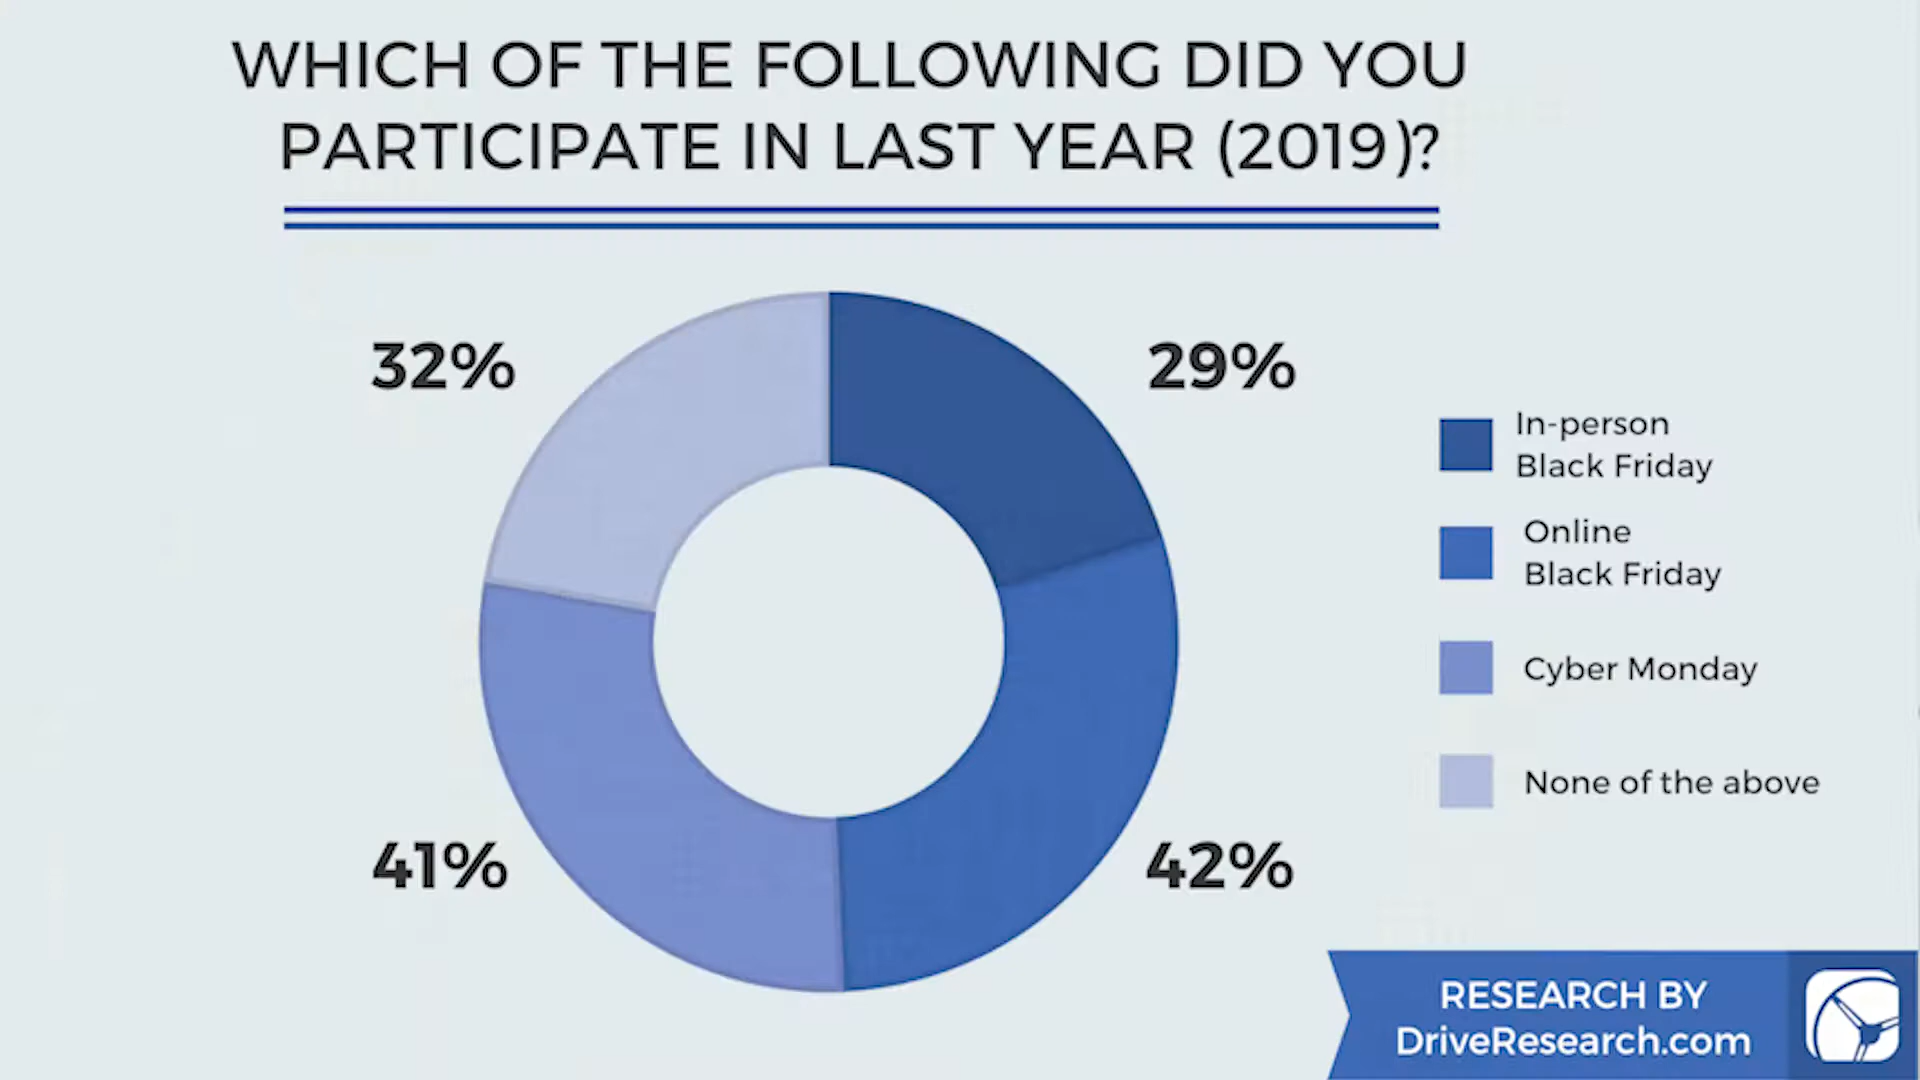 WHICH OF THE FOLLOWING DID YOU
PARTICIPATE IN LAST YEAR (2019)?
32%
29%
41%
42%
In-person
Black Friday
Online
Black Friday
Cyber Monday
None of the above
RESEARCH BY
DriveResearch.com